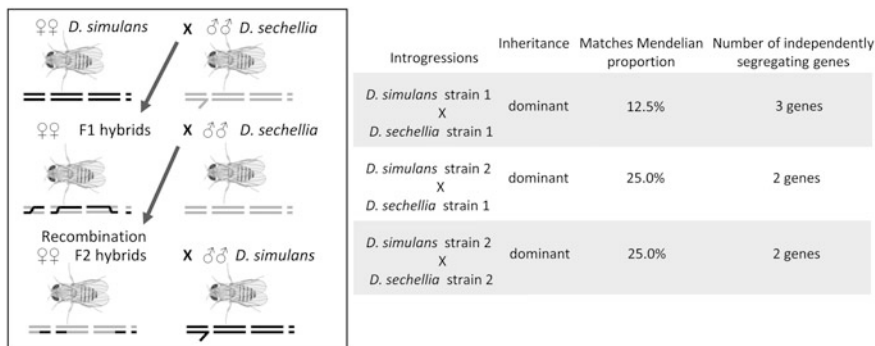 ♀♀ D. simulans X ♂♂ D. sechellia
♀♀ F1 hybrids X ♂♂ D. sechellia
Recombination
♀♀ F2 hybrids X ♂♂ D. simulans
Introgressions Inheritance Matches Mendelian proportion Number of independently segregating genes
D. simulans strain 1
X
D. sechellia strain 1
dominant 12.5% 3 genes
D. simulans strain 2
X
D. sechellia strain 1
dominant 25.0% 2 genes
D. simulans strain 2
X
D. sechellia strain 2
dominant 25.0% 2 genes